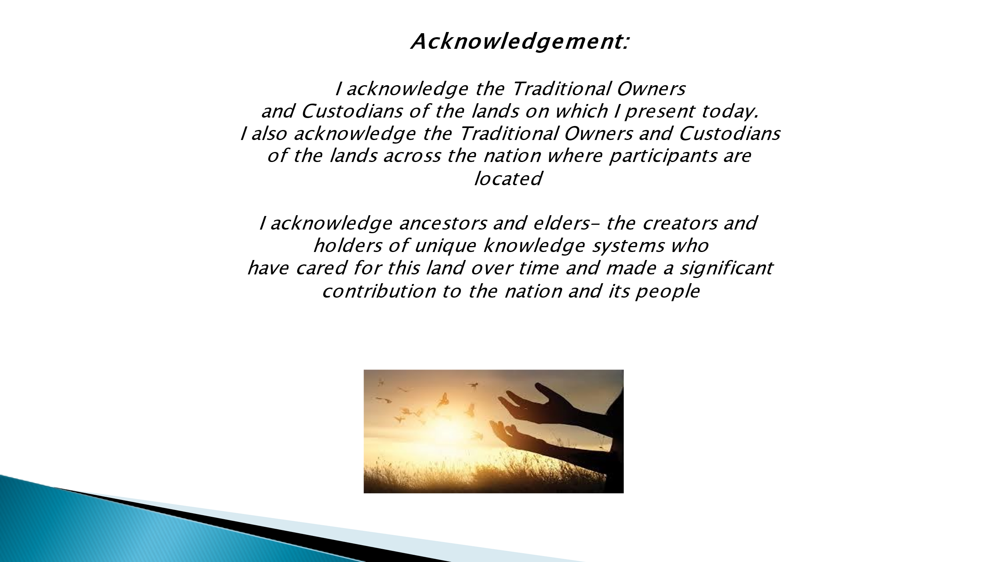 Acknowledgement:
I acknowledge the Traditional Owners
and Custodians of the lands on which I present today.
I also acknowledge the Traditional Owners and Custodians
of the lands across the nation where participants are
located
I acknowledge ancestors and elders– the creators and
holders of unique knowledge systems who
have cared for this land over time and made a significant
contribution to the nation and its people